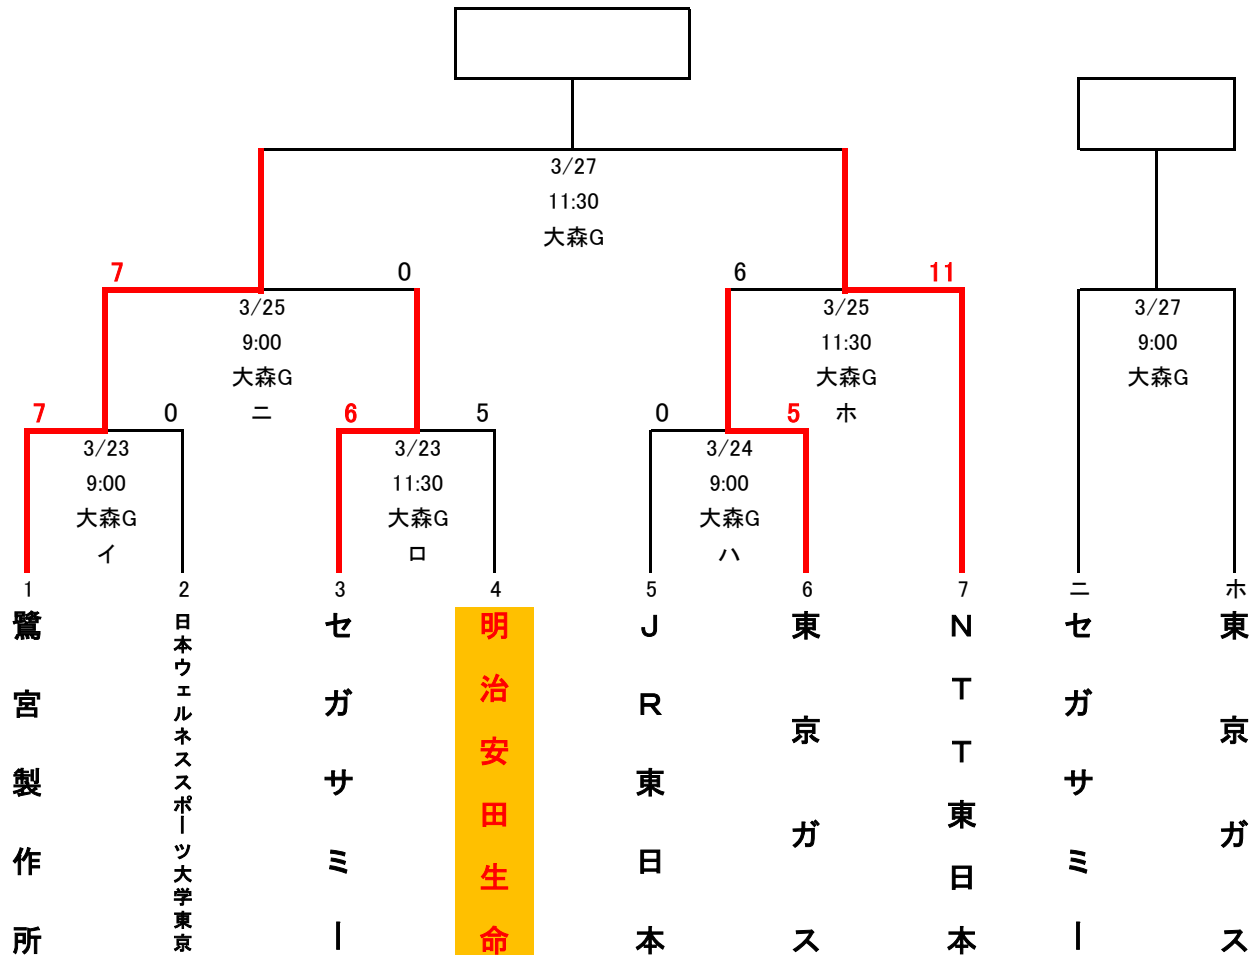 3/27
11:30
大森G
7
0
6
11
3/25
9:00
大森G
ニ
3/25
11:30
大森G
ホ
3/27
9:00
大森G
7
0
6
5
0
5
3/23
9:00
大森G
イ
3/23
11:30
大森G
ロ
3/24
9:00
大森G
ハ
1
2
3
4
5
6
7
ニ
ホ
鷺宮製作所
日本ウェルネススポーツ大学東京
セガサミー
明治安田生命
JR東日本
東京ガス
NTT東日本
セガサミー
東京ガス